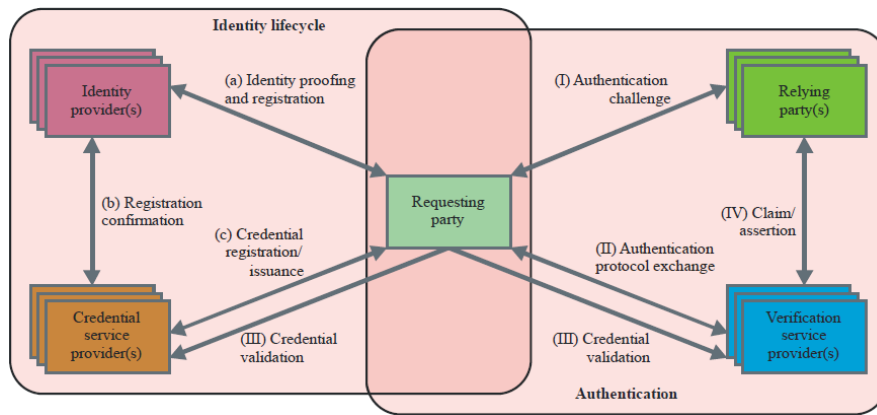 Identity lifecycle
Identity
provider(s)
(a) Identity proofing
and registration
(I) Authentication
challenge
Relying
party(s)
(b) Registration
confirmation
Requesting
party
(IV) Claim/
assertion
(c) Credential
registration/
issuance
(II) Authentication
protocol exchange
Credential
service
provider(s)
(III) Credential
validation
(III) Credential
validation
Verification
service
provider(s)
Authentication